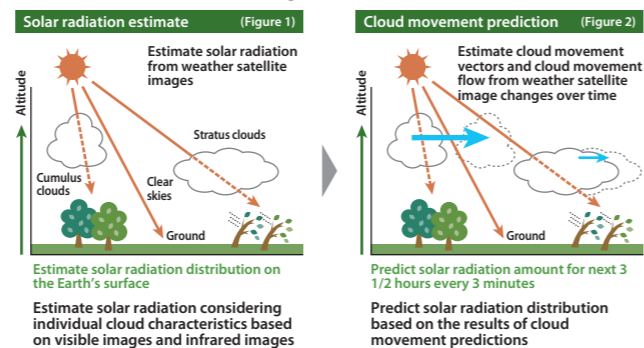 Solar radiation estimate (Figure 1)
Estimate solar radiation
from weather satellite
images
Altitude
Stratus clouds
Cumulus
clouds
Clear
skies
Ground
Estimate solar radiation distribution on
the Earth's surface
Estimate solar radiation considering
individual cloud characteristics based
on visible images and infrared images
Cloud movement prediction (Figure 2)
Estimate cloud movement
vectors and cloud movement
flow from weather satellite
image changes over time
Altitude
Ground
Predict solar radiation amount for next 3
1/2 hours every 3 minutes
Predict solar radiation distribution
based on the results of cloud
movement predictions